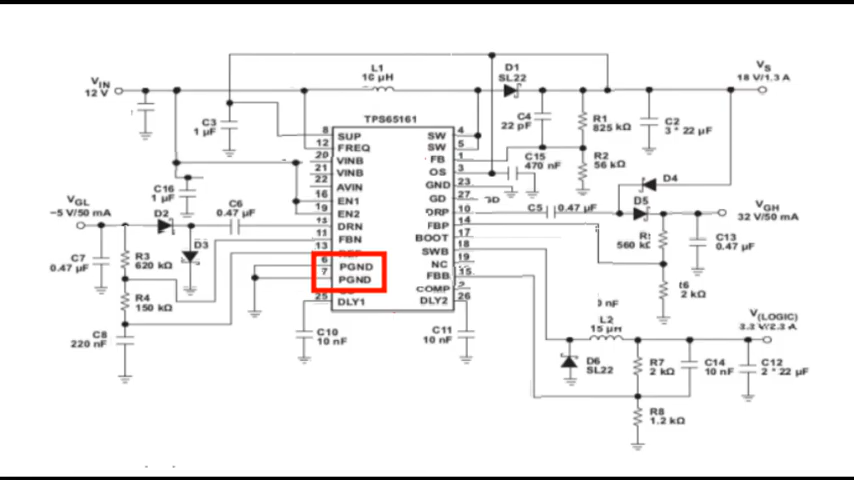 L1
10 μH
D1
SL22
VS
18 V/1.3 A
VIN
12 V
C3
1 μF
TPS65161
8
SUP
12
FREQ
20
VINB
21
VINB
22
AVIN
16
EN1
19
EN2
DRN
11
FBN
13
6
PGND
7
PGND
25
DLY1
SW
4
SW
5
FB
1
OS
3
GND
23
GD
27
DRP
10
FBP
14
BOOT
17
SWB
18
NC
19
FBB
15
COMP
DLY2
26
C4
22 pF
R1
825 kΩ
C2
3 * 22 μF
C15
470 nF
R2
56 kΩ
C16
1 μF
VGL
−5 V/50 mA
D2
C6
0.47 μF
D3
C7
0.47 μF
R3
620 kΩ
R4
150 kΩ
C8
220 nF
C10
10 nF
C11
10 nF
D4
D5
C5
0.47 μF
VGH
32 V/50 mA
560 kΩ
C13
0.47 μF
2 kΩ
nF
V(LOGIC)
L2
15 μH
D6
SL22
R7
2 kΩ
C14
10 nF
C12
2 * 22 μF
R8
1.2 kΩ